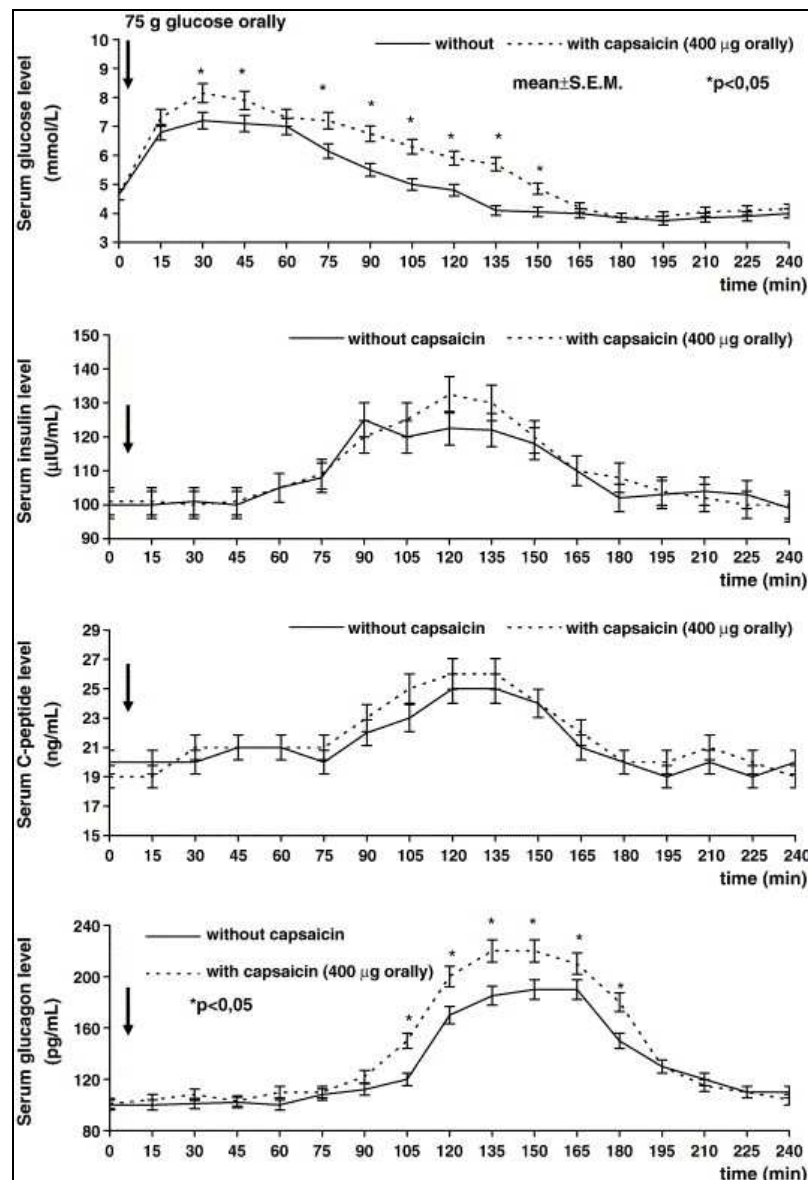 75 g glucose orally
without with capsaicin (400 µg orally)
mean±S.E.M. *p<0,05
Serum glucose level
(mmol/L)
10
9
8
7
6
5
4
3
* * * * * * * *
0 15 30 45 60 75 90 105 120 135 150 165 180 195 210 225 240
time (min)
without capsaicin with capsaicin (400 µg orally)
Serum insulin level
(µIU/mL)
150
140
130
120
110
100
90
0 15 30 45 60 75 90 105 120 135 150 165 180 195 210 225 240
time (min)
without capsaicin with capsaicin (400 µg orally)
Serum C-peptide level
(ng/mL)
29
27
25
23
21
19
17
15
0 15 30 45 60 75 90 105 120 135 150 165 180 195 210 225 240
time (min)
without capsaicin
with capsaicin (400 µg orally)
*p<0,05
Serum glucagon level
(pg/mL)
240
200
160
120
80
* * * * * *
0 15 30 45 60 75 90 105 120 135 150 165 180 195 210 225 240
time (min)